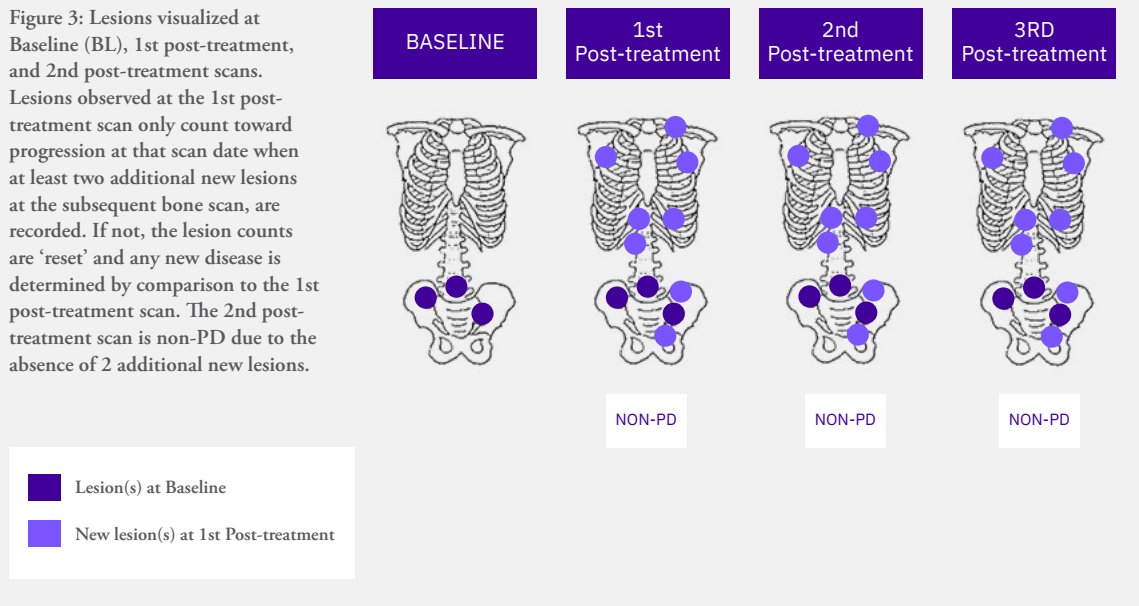 Figure 3: Lesions visualized at
Baseline (BL), 1st post-treatment,
and 2nd post-treatment scans.
Lesions observed at the 1st post-
treatment scan only count toward
progression at that scan date when
at least two additional new lesions
at the subsequent bone scan, are
recorded. If not, the lesion counts
are ‘reset’ and any new disease is
determined by comparison to the 1st
post-treatment scan. The 2nd post-
treatment scan is non-PD due to the
absence of 2 additional new lesions.
BASELINE
1st
Post-treatment
2nd
Post-treatment
3RD
Post-treatment
NON-PD
NON-PD
NON-PD
Lesion(s) at Baseline
New lesion(s) at 1st Post-treatment